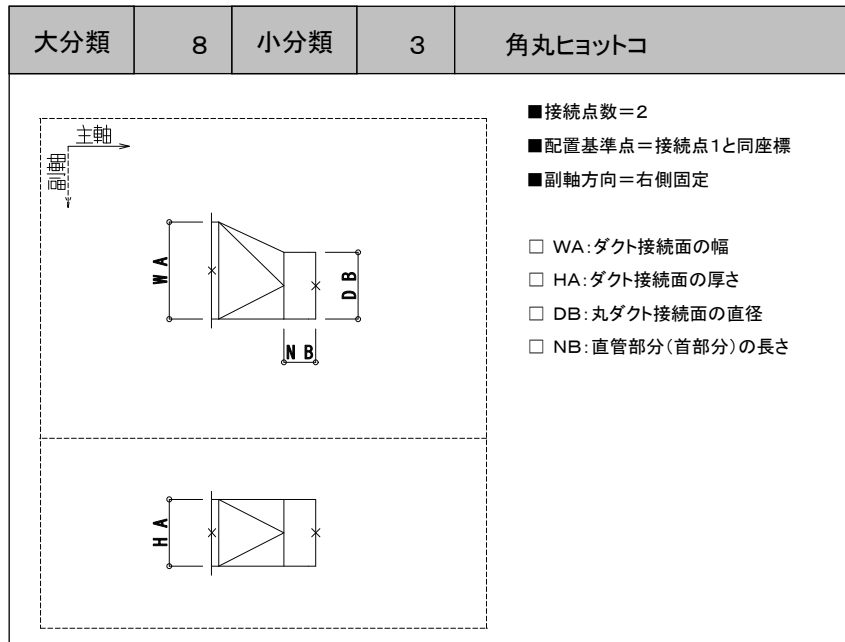 大分類 8 小分類 3 角丸ヒョットコ
■接続点数=2
■配置基準点=接続点1と同座標
■副軸方向=右側固定
□ WA:ダクト接続面の幅
□ HA:ダクト接続面の厚さ
□ DB:丸ダクト接続面の直径
□ NB:直管部分(首部分)の長さ
主軸
副軸
WA
DB
NB
HA